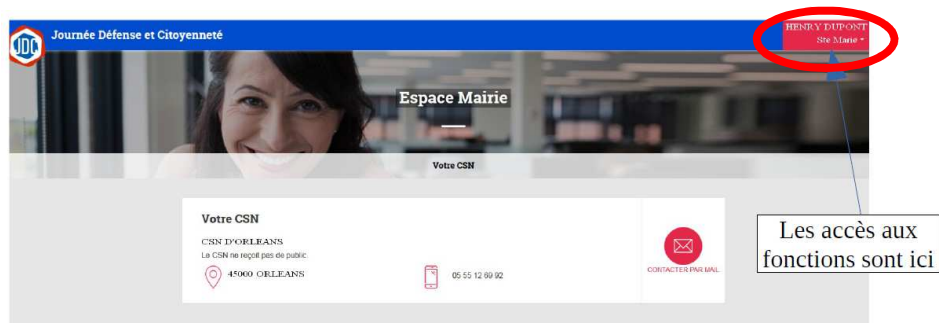 JDC
Journée Défense et Citoyenneté
HENRY DUPONT
Ste Marie
Espace Mairie
Votre CSN
Votre CSN
CSN D'ORLEANS
Le CSN ne reçoit pas de public
45000 ORLEANS
05 55 12 69 92
CONTACTER PAR MAIL
Les accès aux
fonctions sont ici